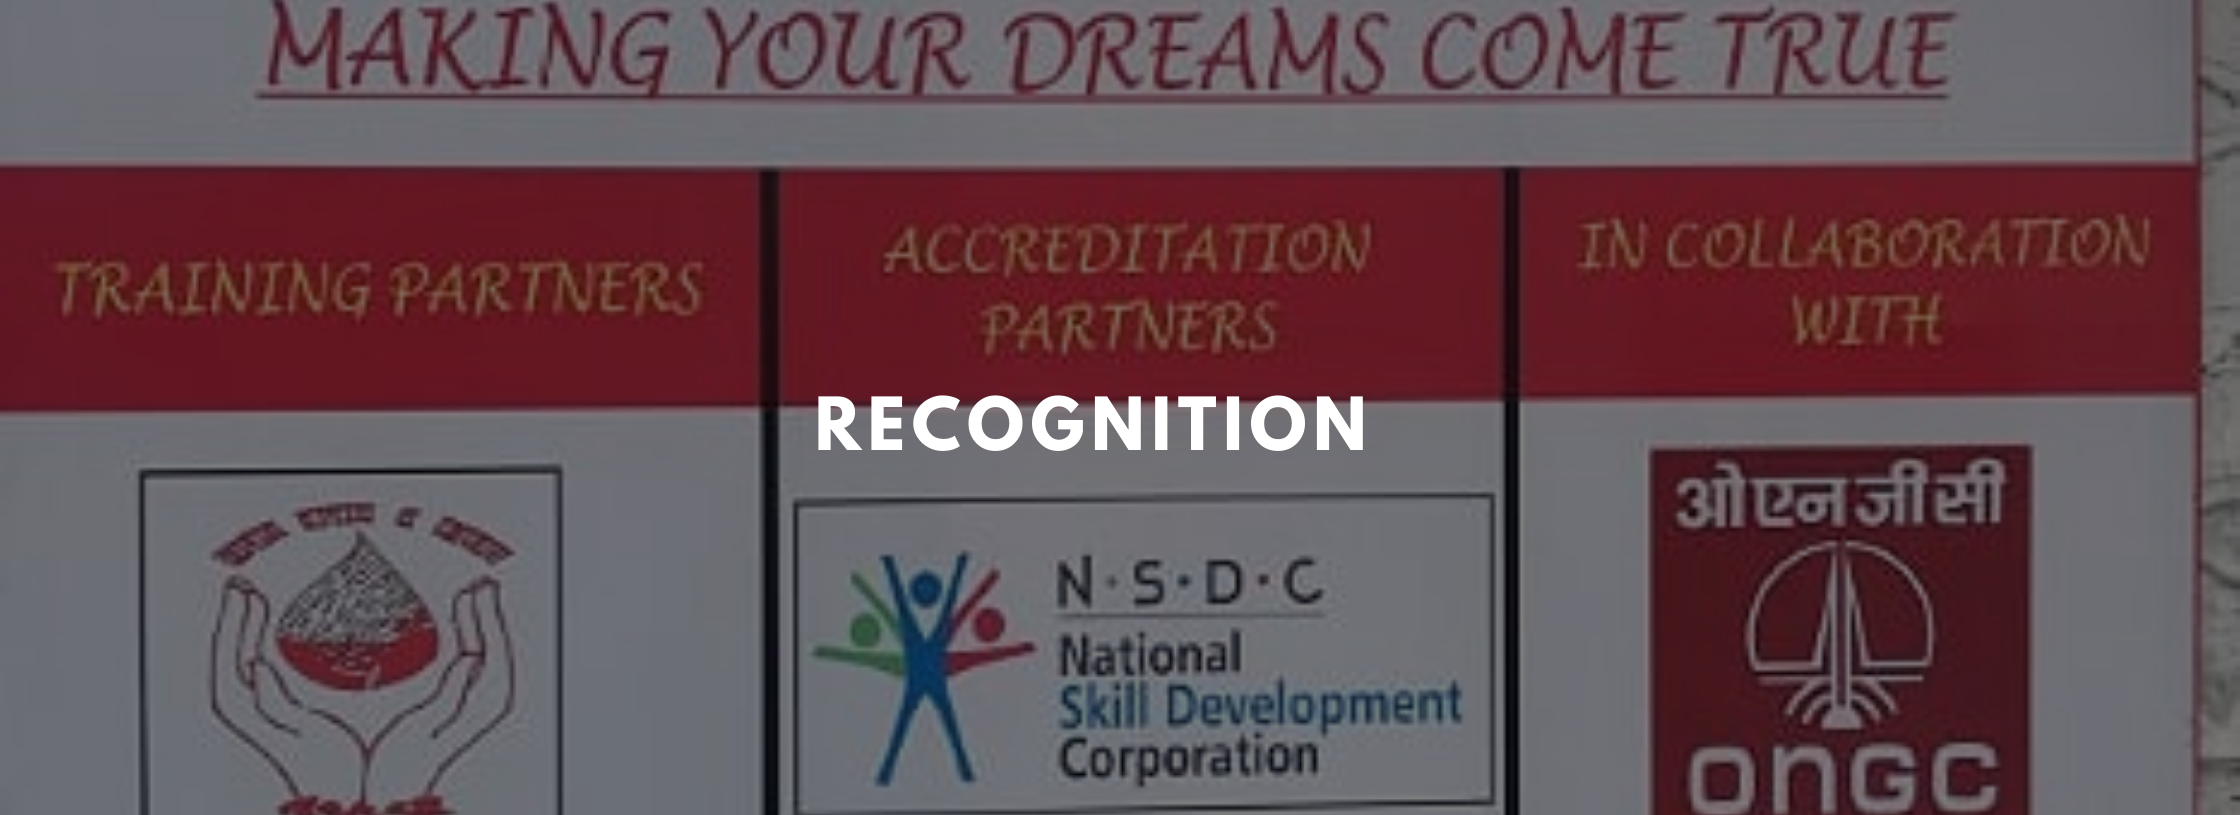 MAKING YOUR DREAMS COME TRUE
TRAINING PARTNERS
ACCREDITATION
PARTNERS
IN COLLABORATION
WITH
RECOGNITION
N·S·D·C
National
Skill Development
Corporation
ओएनजीसी
ONGC